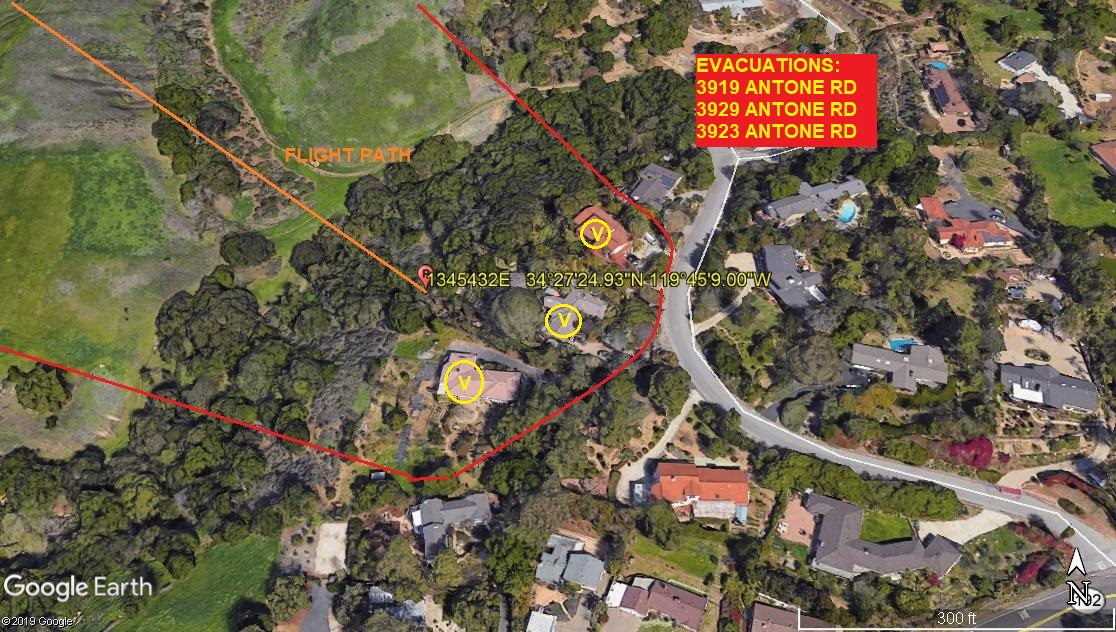 EVACUATIONS:
3919 ANTONE RD
3929 ANTONE RD
3923 ANTONE RD
FLIGHT PATH
V
P
1345432E 34°27'24.93"N 119°45'9.00"W
V
V
Google Earth
©2019 Google
300 ft
N